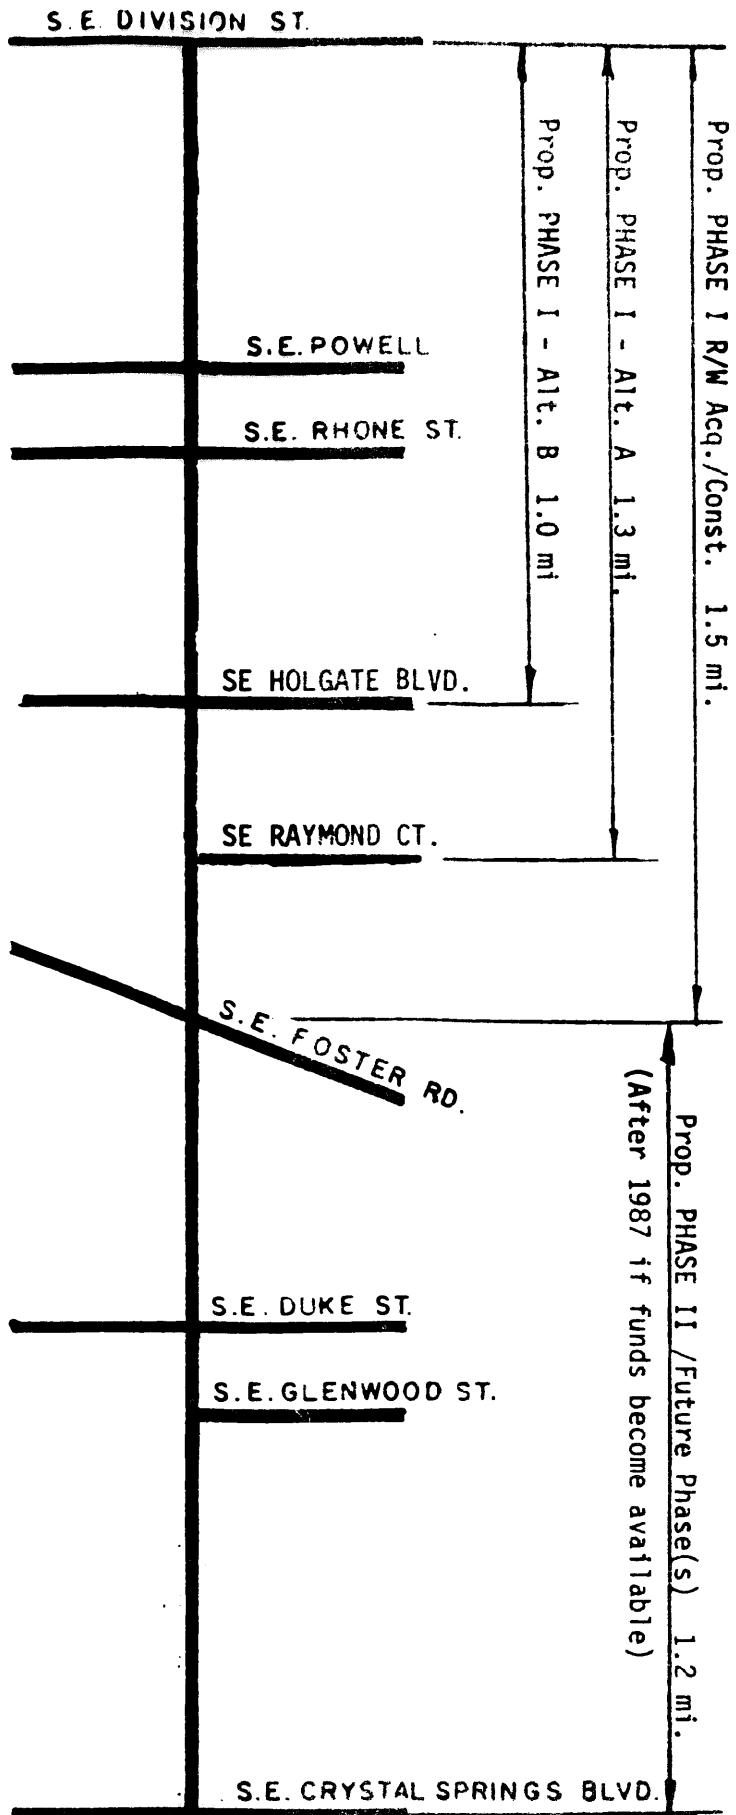 S.E. DIVISION ST.
S.E. POWELL
S.E. RHONE ST.
SE HOLGATE BLVD.
SE RAYMOND CT.
S.E. FOSTER RD.
S.E. DUKE ST.
S.E. GLENWOOD ST.
S.E. CRYSTAL SPRINGS BLVD.
Prop. PHASE I R/W Acq./Const. 1.5 mi.
Prop. PHASE I - Alt. A 1.3 mi.
Prop. PHASE I - Alt. B 1.0 mi
Prop. PHASE II /Future Phase(s) 1.2 mi.
(After 1987 if funds become available)